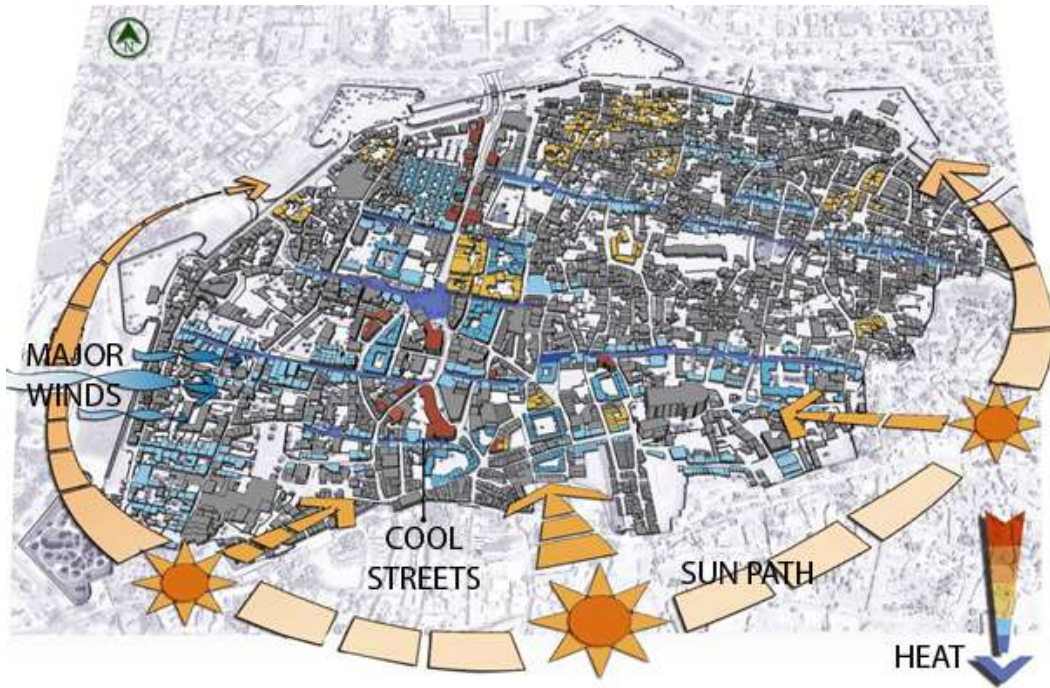 N
MAJOR
WINDS
COOL
STREETS
SUN PATH
HEAT